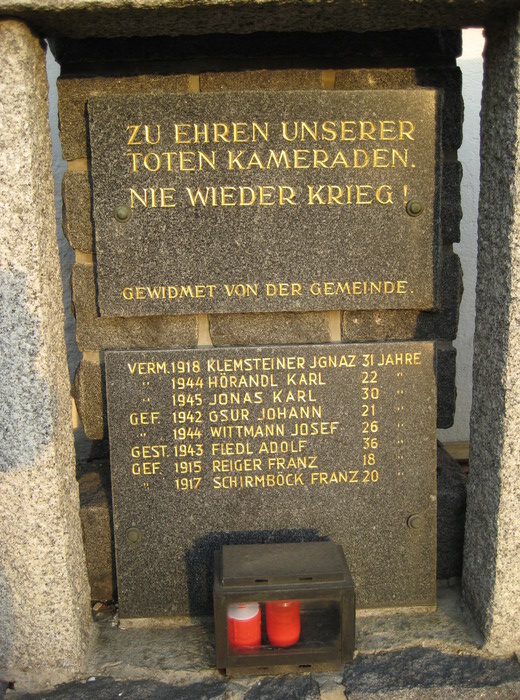 ZU EHREN UNSERER
TOTEN KAMERADEN.
NIE WIEDER KRIEG!
GEWIDMET VON DER GEMEINDE.
VERM. 1918 KLEMSTEINER JGNAZ 31 JAHRE
" 1944 HÖRANDL KARL 22 "
" 1945 JONAS KARL 30 "
GEF. 1942 GSUR JOHANN 21 "
" 1944 WITTMANN JOSEF 26 "
GEST. 1943 FIEDL ADOLF 36 "
GEF. 1915 REIGER FRANZ 18 "
" 1917 SCHIRMBÖCK FRANZ 20 "